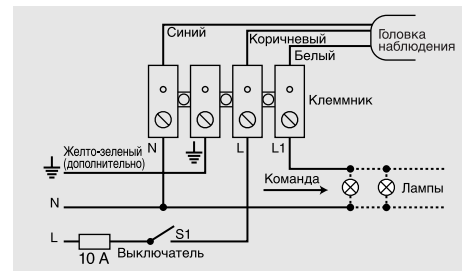 Синий
Коричневый
Белый
Головка
наблюдения
Клеммник
N
L
L1
Желто-зеленый
(дополнительно)
Команда
Лампы
N
L
S1
10 А
Выключатель